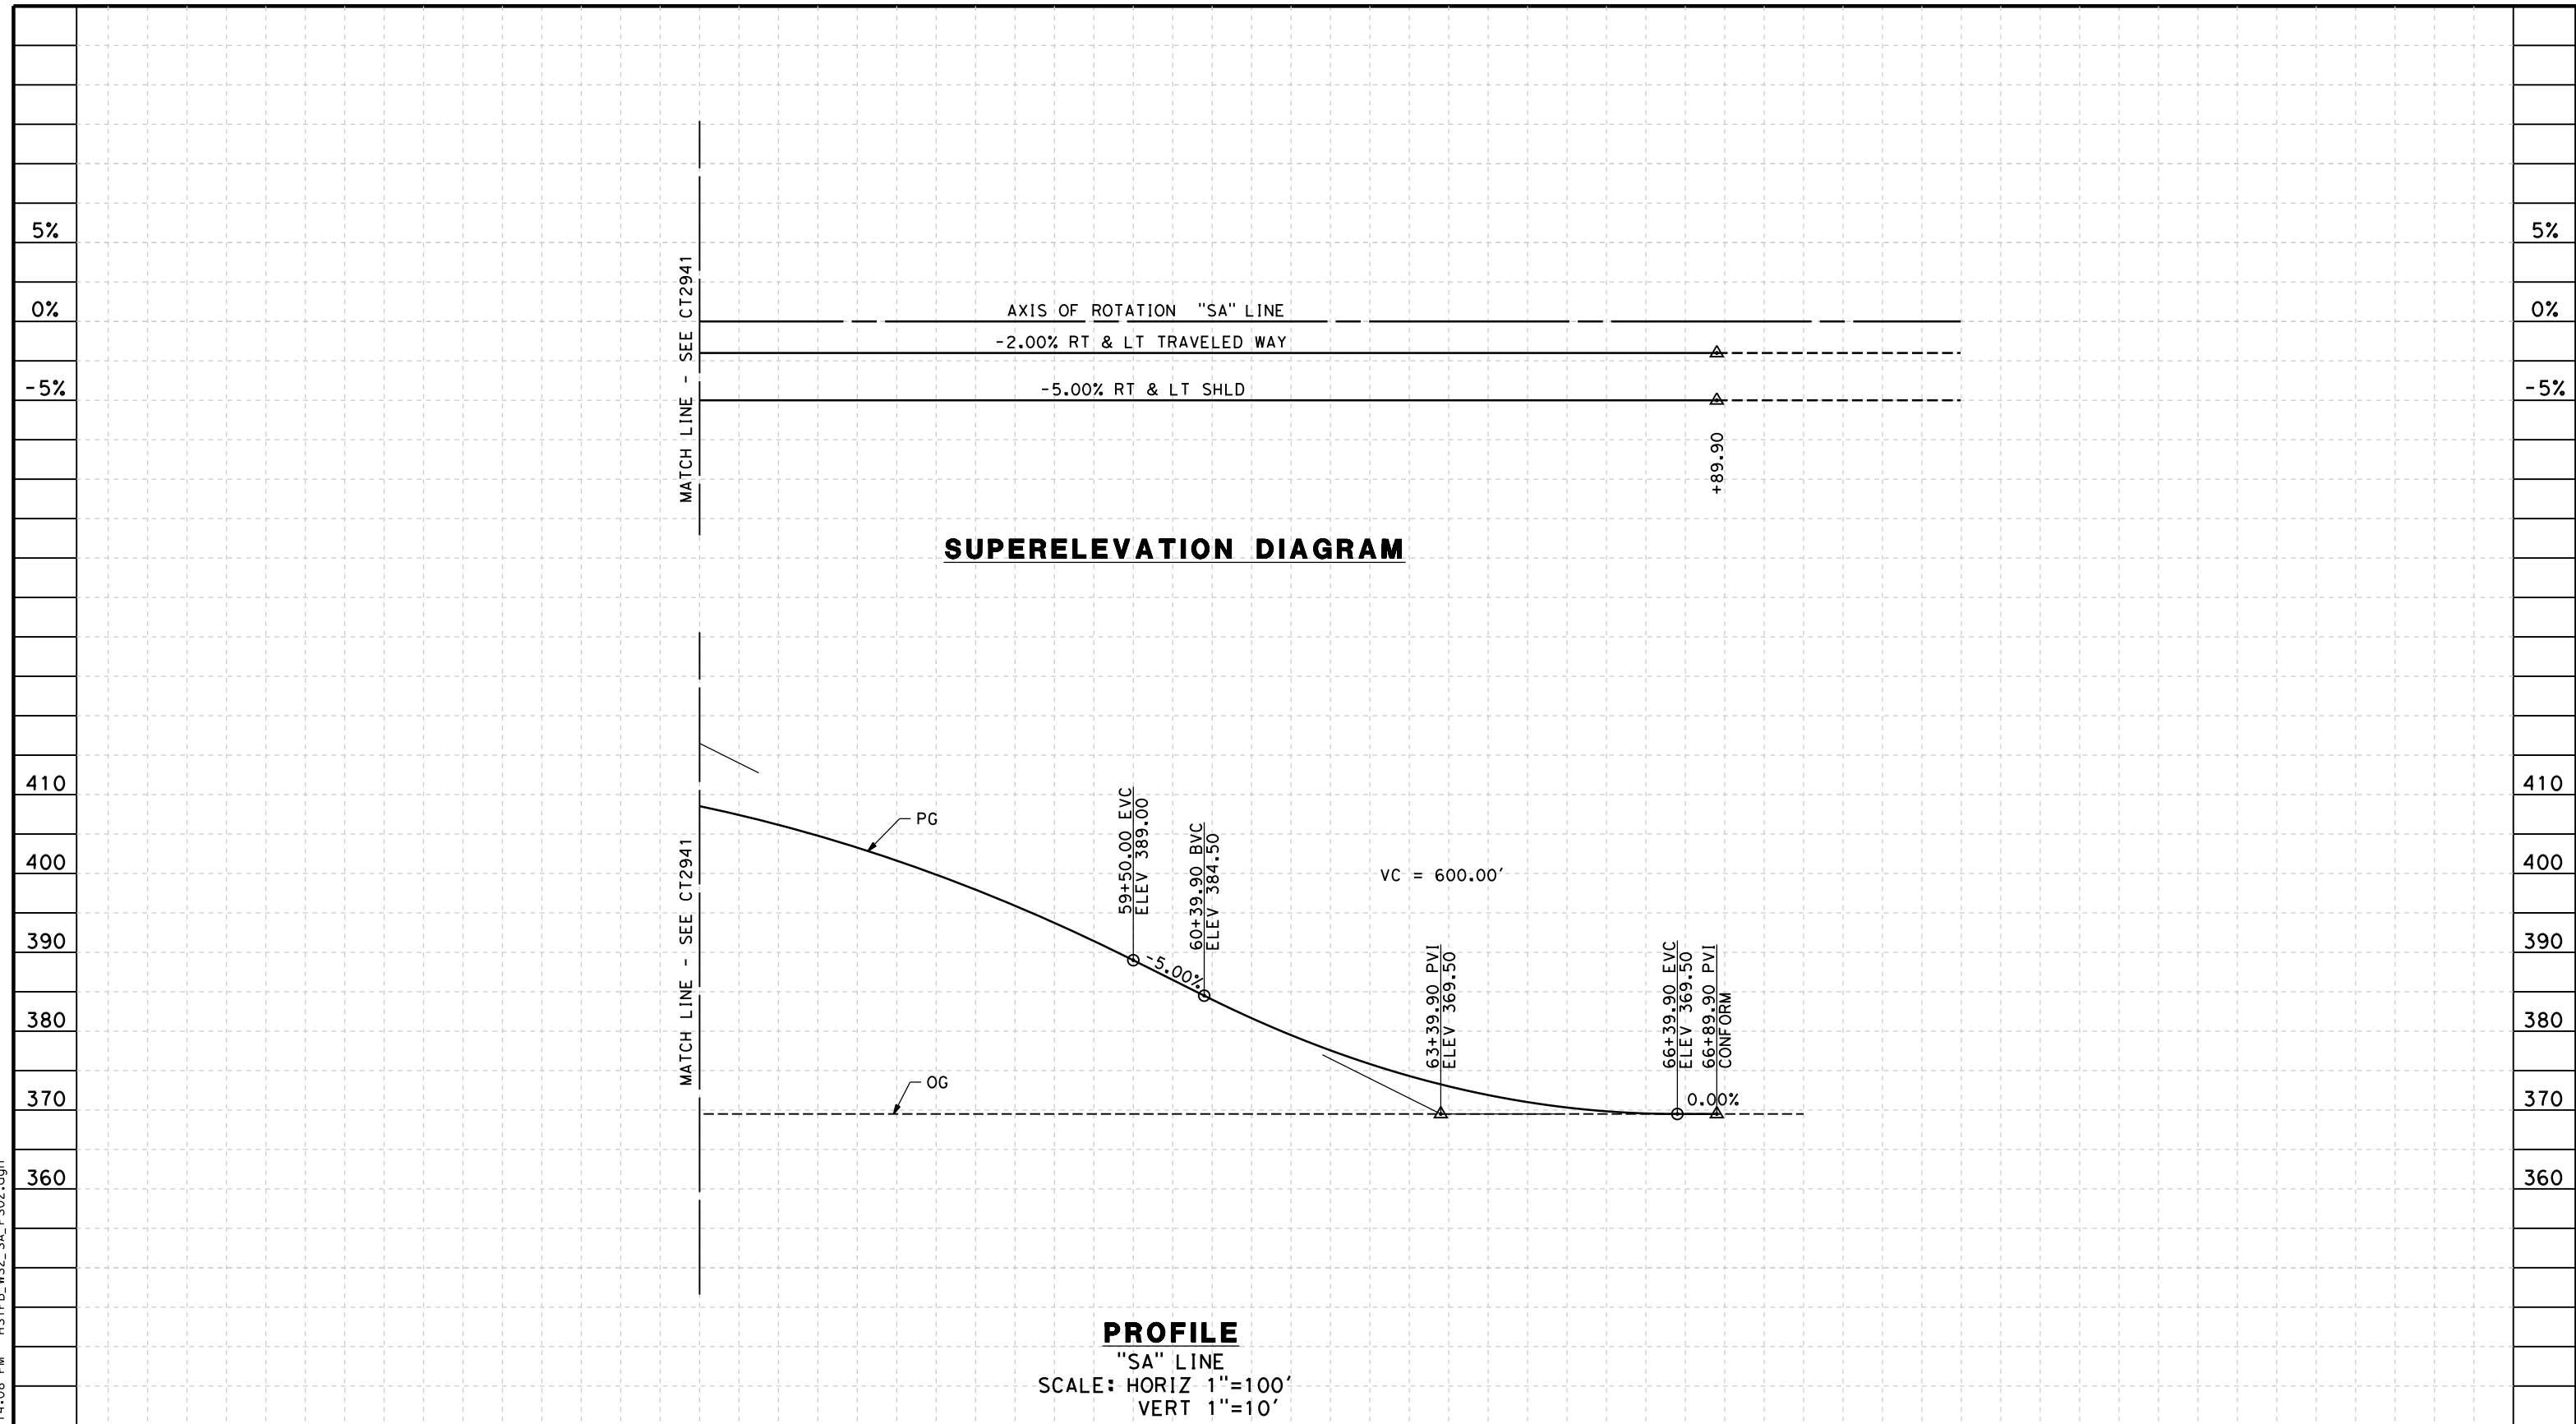 5%
5%
0%
0%
-5%
-5%
MATCH LINE - SEE CT2941
AXIS OF ROTATION "SA" LINE
-2.00% RT & LT TRAVELED WAY
-5.00% RT & LT SHLD
+89.90
SUPERELEVATION DIAGRAM
410
410
400
400
390
390
380
380
370
370
360
360
MATCH LINE - SEE CT2941
PG
59+50.00 EVC
ELEV 389.00
-5.00%
60+39.90 BVC
ELEV 384.50
VC = 600.00'
63+39.90 PVI
ELEV 369.50
66+39.90 EVC
ELEV 369.50
66+89.90 PVI
CONFORM
0.00%
OG
PROFILE
"SA" LINE
SCALE: HORIZ 1"=100'
VERT 1"=10'